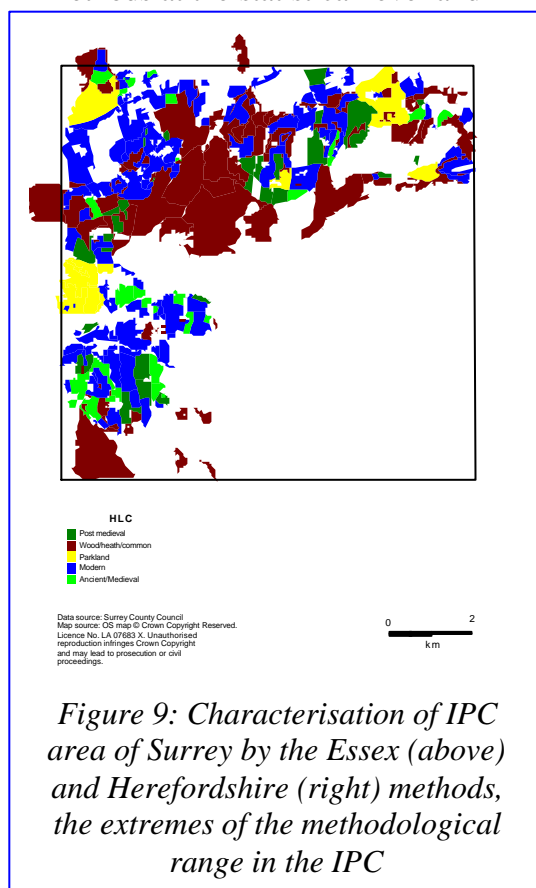 HLC
Post medieval
Wood/heath/common
Parkland
Modern
Ancient/Medieval
Data source: Surrey County Council
Map source: OS map © Crown Copyright Reserved.
Licence No. LA 07683 X. Unauthorised
reproduction infringes Crown Copyright
and may lead to prosecution or civil
proceedings.
0 2
km
Figure 9: Characterisation of IPC
area of Surrey by the Essex (above)
and Herefordshire (right) methods,
the extremes of the methodological
range in the IPC